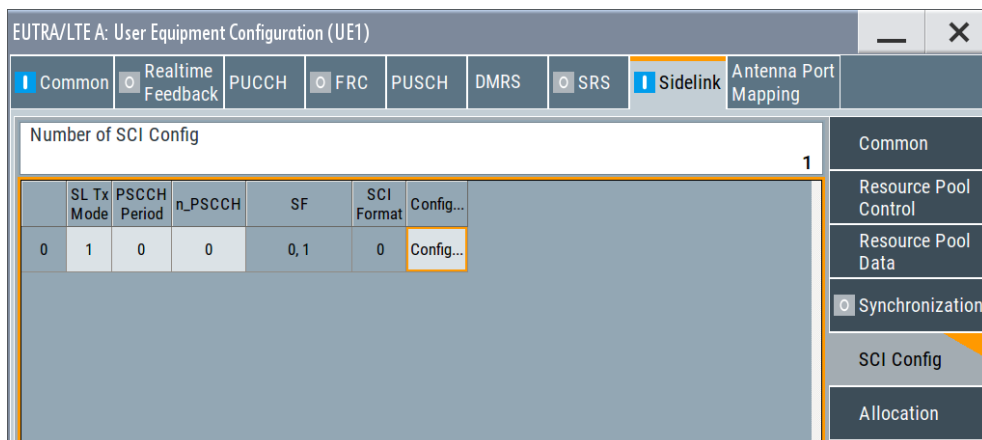 EUTRA/LTE A: User Equipment Configuration (UE1)
Common
Realtime
Feedback
PUCCH
FRC
PUSCH
DMRS
SRS
Sidelink
Antenna Port
Mapping
Number of SCI Config
1
SL Tx
Mode
PSCCH
Period
n_PSCCH
SF
SCI
Format
Config...
0 1 0 0 0, 1 0 Config...
Common
Resource Pool
Control
Resource Pool
Data
Synchronization
SCI Config
Allocation